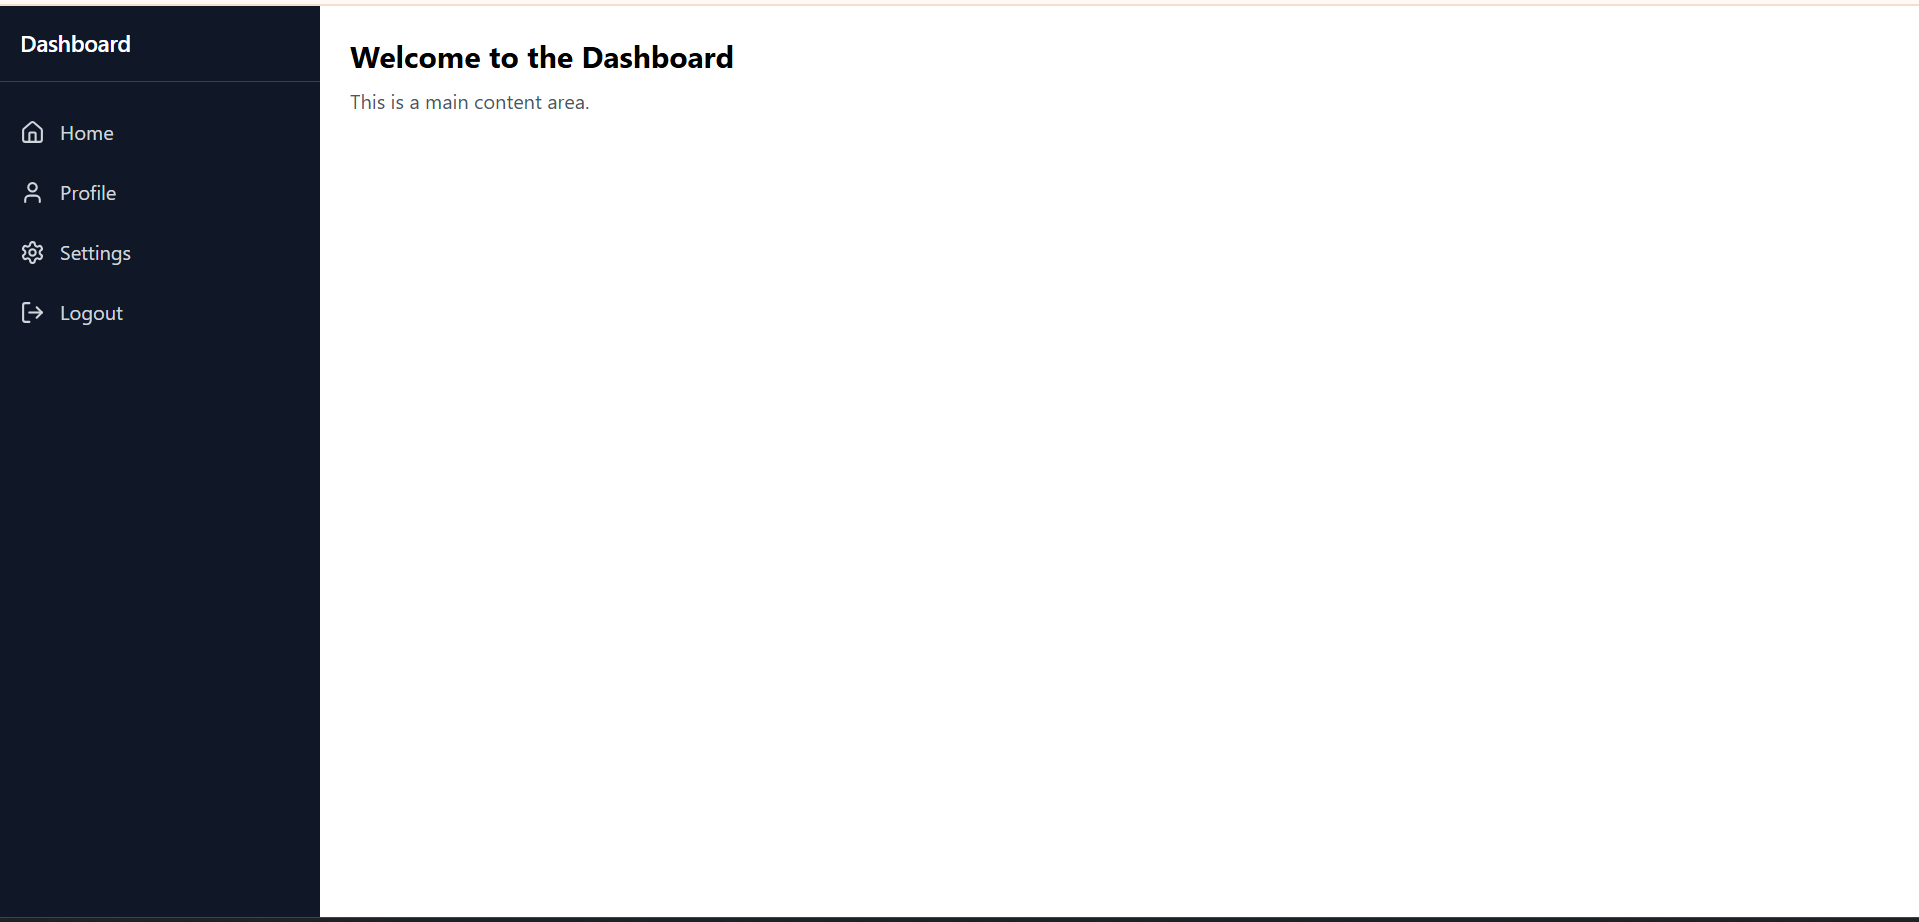 Dashboard
Home
Profile
Settings
Logout
Welcome to the Dashboard
This is a main content area.